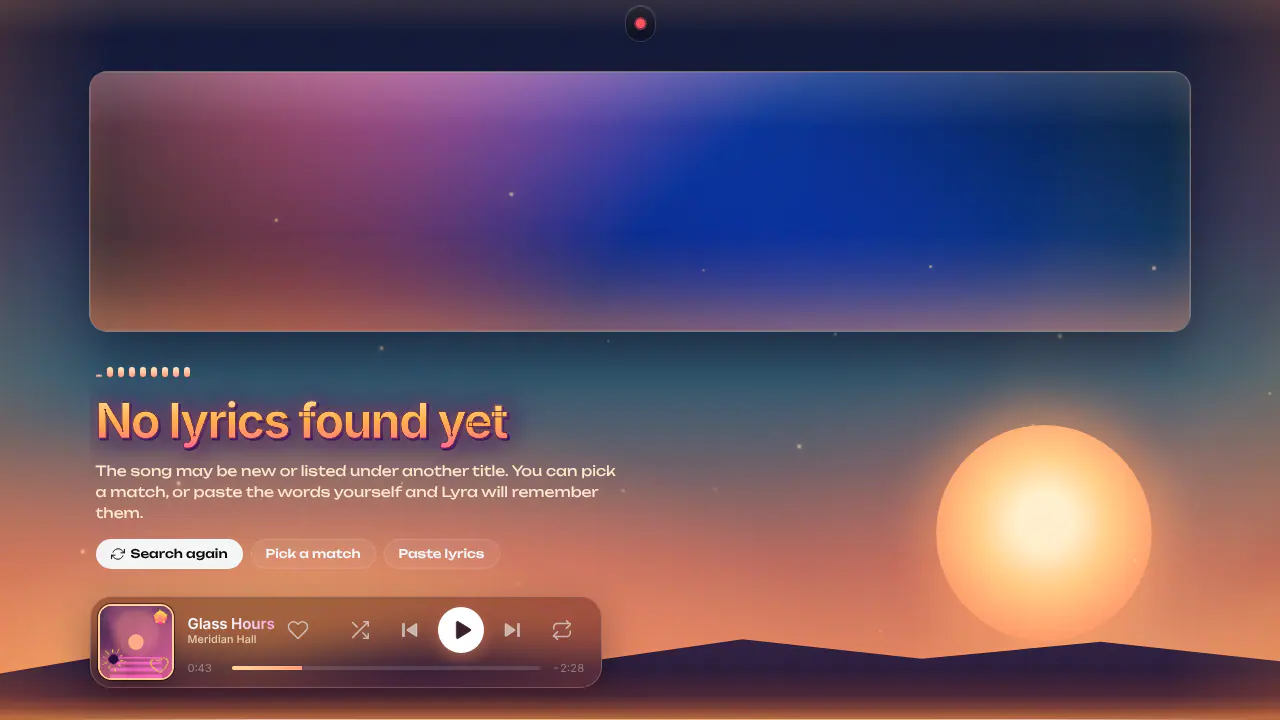 No lyrics found yet
The song may be new or listed under another title. You can pick
a match, or paste the words yourself and Lyra will remember
them.
Search again
Pick a match
Paste lyrics
Glass Hours
Meridian Hall
0:43
-2:28